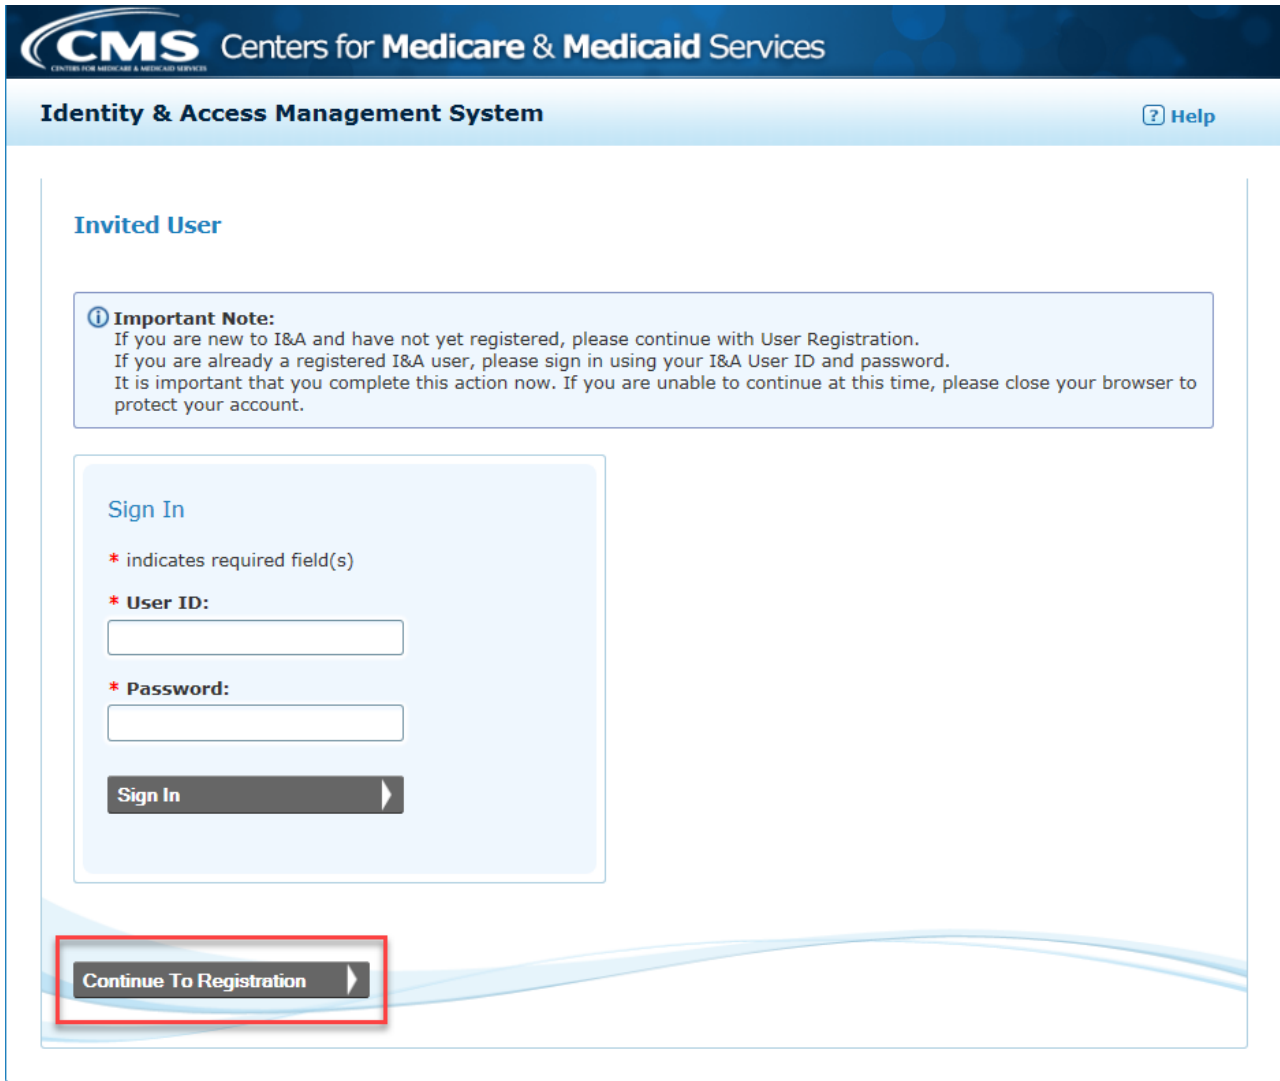 CMS Centers for Medicare & Medicaid Services
CENTERS FOR MEDICARE & MEDICAID SERVICES
Identity & Access Management System
? Help
Invited User
Important Note:
If you are new to I&A and have not yet registered, please continue with User Registration.
If you are already a registered I&A user, please sign in using your I&A User ID and password.
It is important that you complete this action now. If you are unable to continue at this time, please close your browser to
protect your account.
Sign In
* indicates required field(s)
* User ID:
* Password:
Sign In
Continue To Registration